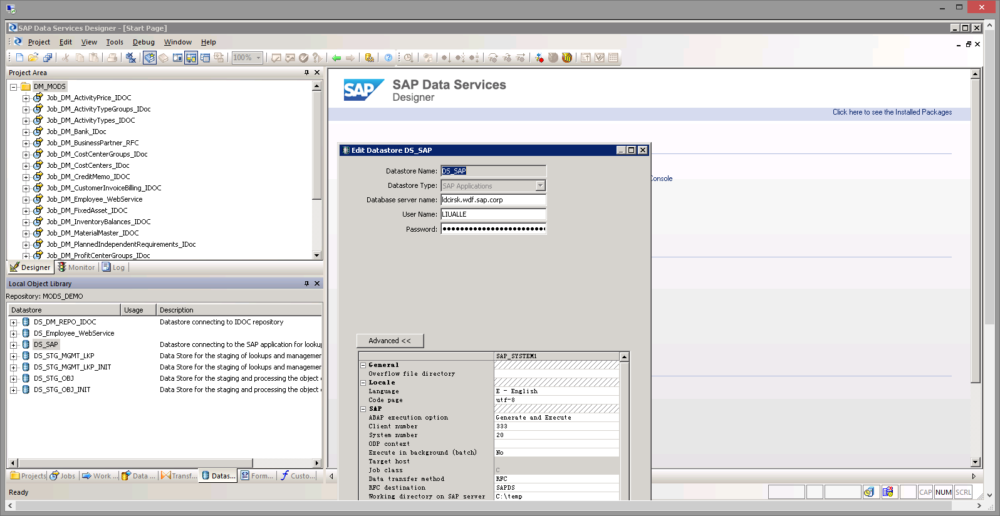 SAP Data Services Designer - [Start Page]
Project Edit View Tools Debug Window Help
100%
Project Area
DM_MODS
Job_DM_ActivityPrice_IDOC
Job_DM_ActivityTypeGroups_IDoc
Job_DM_ActivityTypes_IDOC
Job_DM_Bank_IDoc
Job_DM_BusinessPartner_RFC
Job_DM_CostCenterGroups_IDoc
Job_DM_CostCenters_IDoc
Job_DM_CreditMemo_IDOC
Job_DM_CustomerInvoiceBilling_IDOC
Job_DM_Employee_WebService
Job_DM_FixedAsset_IDOC
Job_DM_InventoryBalances_IDOC
Job_DM_MaterialMaster_IDOC
Job_DM_PlannedIndependentRequirements_IDoc
Job_DM_ProfitCenterGroups_IDoc
Designer Monitor Log
Local Object Library
Repository: MODS_DEMO
Datastore Usage Description
DS_DM_REPO_IDOC Datastore connecting to IDOC repository
DS_Employee_WebService
DS_SAP Datastore connecting to the SAP application for looku
DS_STG_MGMT_LKP Data Store for the staging of lookups and manageme
DS_STG_MGMT_LKP_INIT Data Store for the staging of lookups and manageme
DS_STG_OBJ Data Store for the staging and processing the object
DS_STG_OBJ_INIT Data Store for the staging and processing the object
Projects Jobs Work ... Data ... Transf... Datas... Form... Custo...
Ready
SAP
SAP Data Services
Designer
Click here to see the Installed Packages
Console
Edit Datastore DS_SAP
Datastore Name: DS_SAP
Datastore Type: SAP Applications
Database server name: ldcirsk.wdf.sap.corp
User Name: LIUALLE
Password:
Advanced <<
SAP_SYSTEM1
General
Overflow file directory
Locale
Language E - English
Code page utf-8
SAP
ABAP execution option Generate and Execute
Client number 333
System number 20
ODP context
Execute in background (batch) No
Target host
Job class C
Data transfer method RFC
RFC destination SAPDS
Working directory on SAP server C:\temp
CAP NUM SCRL